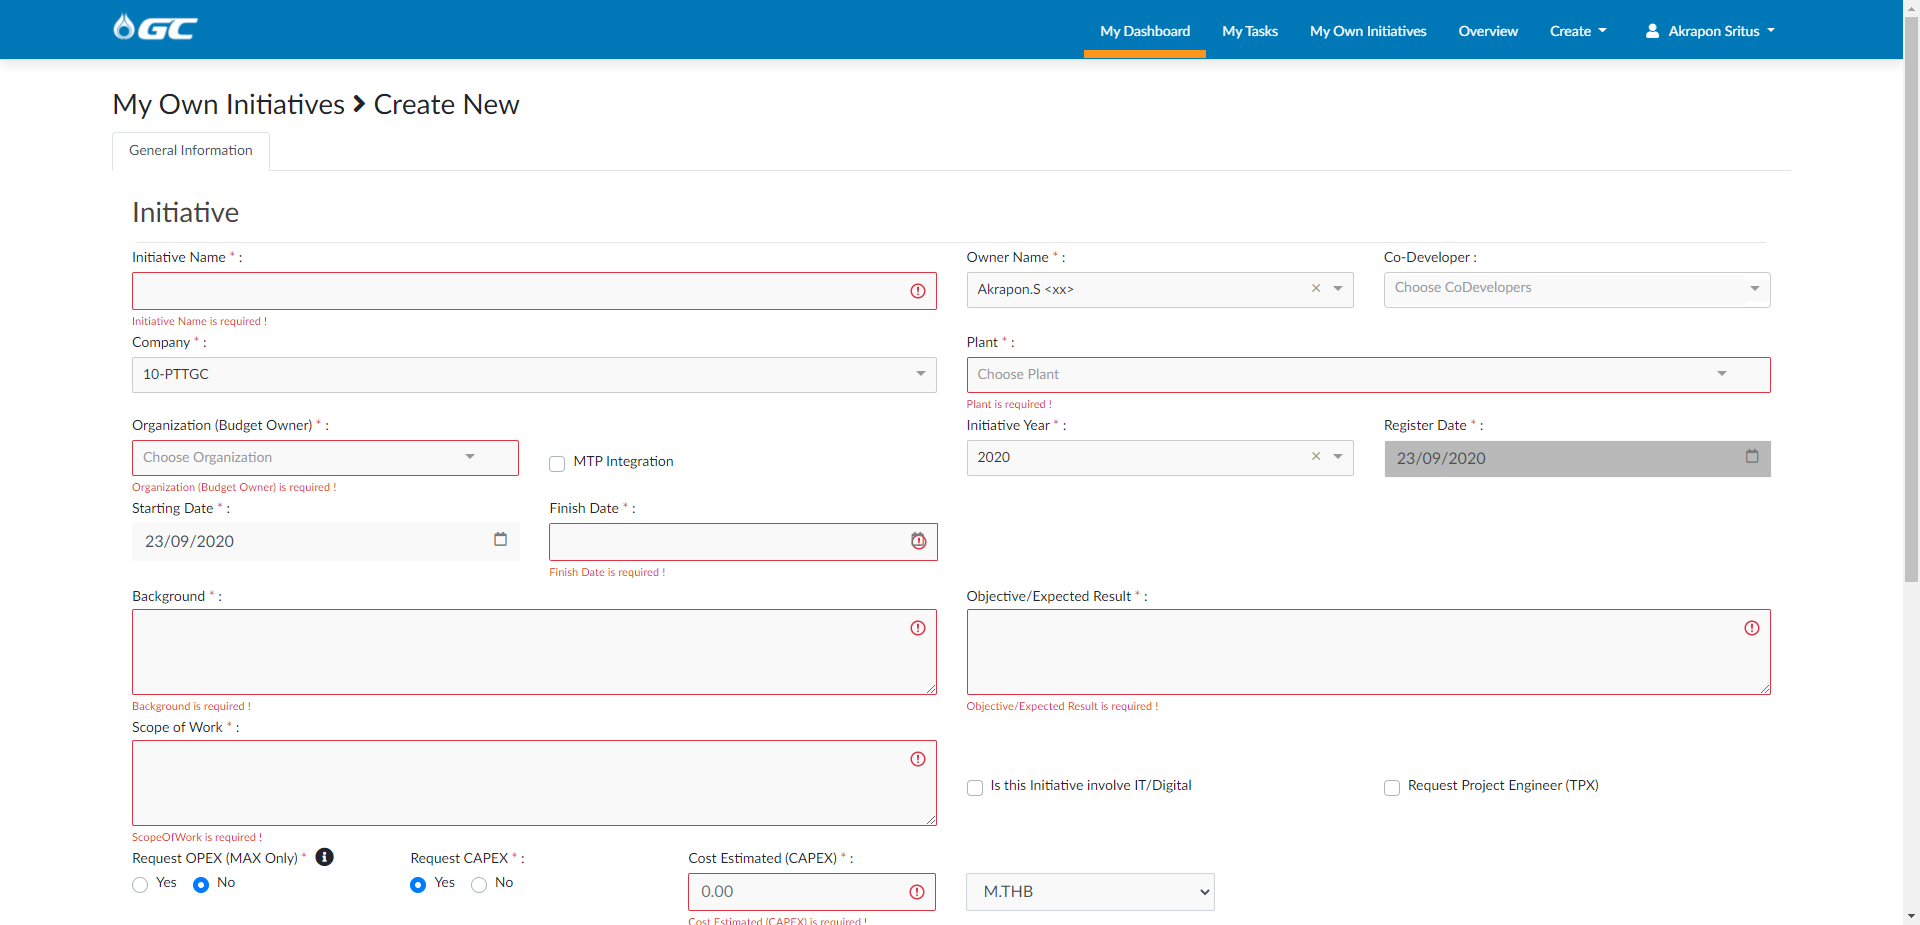 GC
My Dashboard My Tasks My Own Initiatives Overview Create Akrapon Sritus
My Own Initiatives > Create New
General Information
Initiative
Initiative Name * : Owner Name * : Co-Developer :
Akrapon.S <xx> × Choose CoDevelopers
Initiative Name is required !
Company * : Plant * :
10-PTTGC Choose Plant
Plant is required !
Organization (Budget Owner) * : Initiative Year * : Register Date * :
Choose Organization MTP Integration 2020 × 23/09/2020
Organization (Budget Owner) is required !
Starting Date * : Finish Date * :
23/09/2020
Finish Date is required !
Background * : Objective/Expected Result * :
Background is required ! Objective/Expected Result is required !
Scope of Work * :
Is this Initiative involve IT/Digital Request Project Engineer (TPX)
ScopeOfWork is required !
Request OPEX (MAX Only) * Request CAPEX * : Cost Estimated (CAPEX) * :
Yes No Yes No 0.00 M.THB
Cost Estimated (CAPEX) is required !